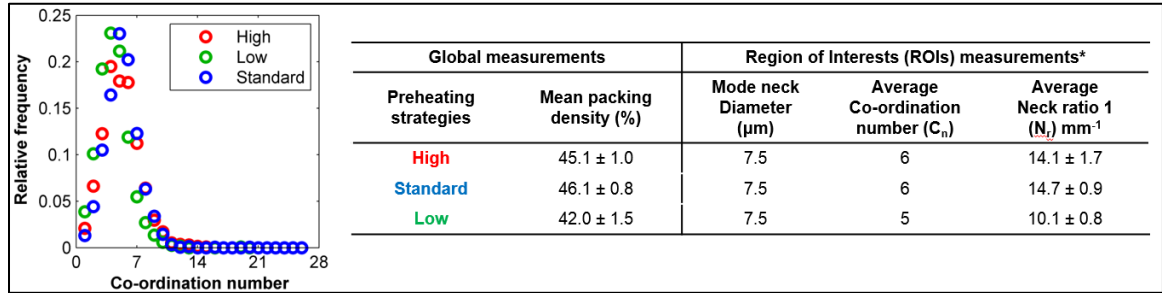 0.25
0.2
0.15
0.1
0.05
0
0
7
14
21
28
Relative frequency
Co-ordination number
High
Low
Standard
Global measurements
Region of Interests (ROIs) measurements*
Preheating strategies
Mean packing density (%)
Mode neck Diameter (µm)
Average Co-ordination number (Cn)
Average Neck ratio 1 (Nr) mm-1
High 45.1 ± 1.0 7.5 6 14.1 ± 1.7
Standard 46.1 ± 0.8 7.5 6 14.7 ± 0.9
Low 42.0 ± 1.5 7.5 5 10.1 ± 0.8